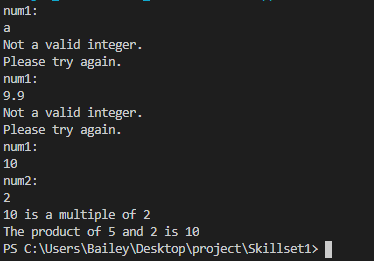 num1:
a
Not a valid integer.
Please try again.
num1:
9.9
Not a valid integer.
Please try again.
num1:
10
num2:
2
10 is a multiple of 2
The product of 5 and 2 is 10
PS C:\Users\Bailey\Desktop\project\Skillset1>